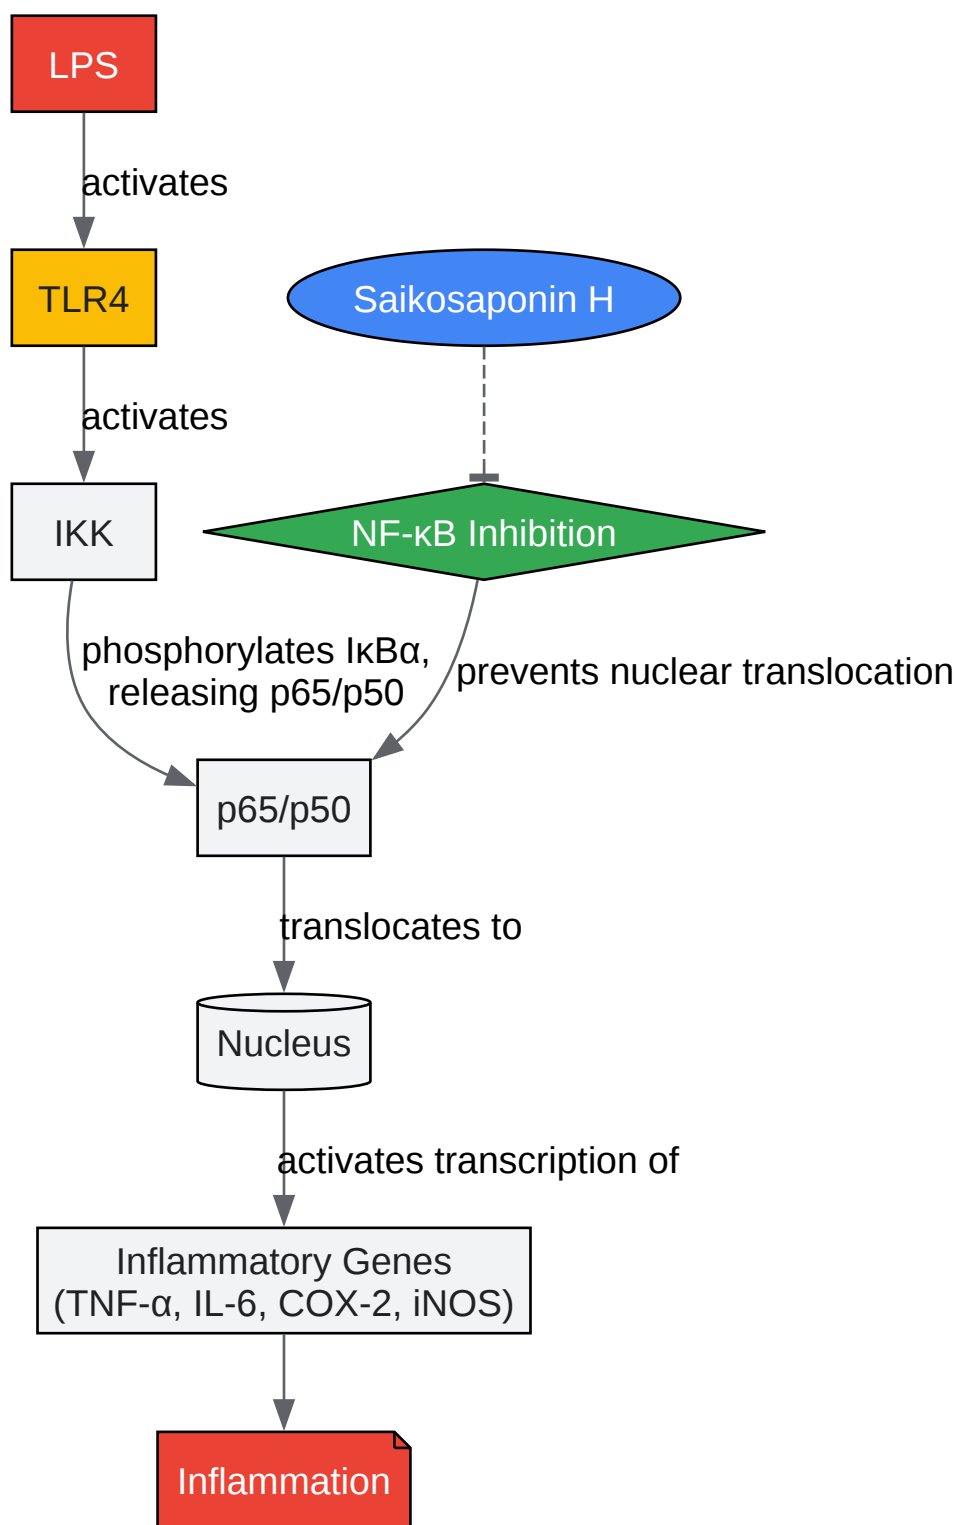 LPS
activates
TLR4
Saikosaponin H
activates
IKK
NF-κB Inhibition
phosphorylates IκBα,
releasing p65/p50
prevents nuclear translocation
p65/p50
translocates to
Nucleus
activates transcription of
Inflammatory Genes
(TNF-α, IL-6, COX-2, iNOS)
Inflammation